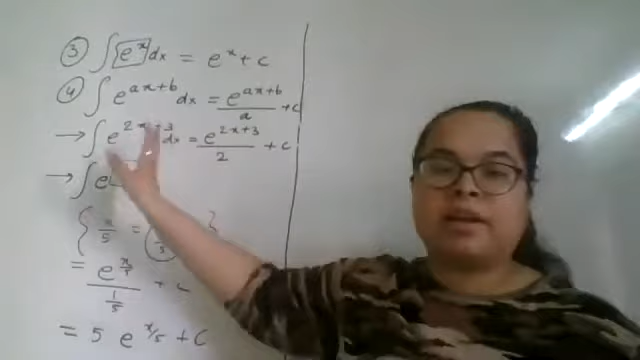 ③ ∫ e^x dx = e^x + c
④ ∫ e^{ax+b} dx = e^{ax+b}/a + c
→ ∫ e^{2x+3} dx = e^{2x+3}/2 + c
→ ∫ e
{ x/5 =
= / 1/5 + c
= 5 e^{x/5} + c